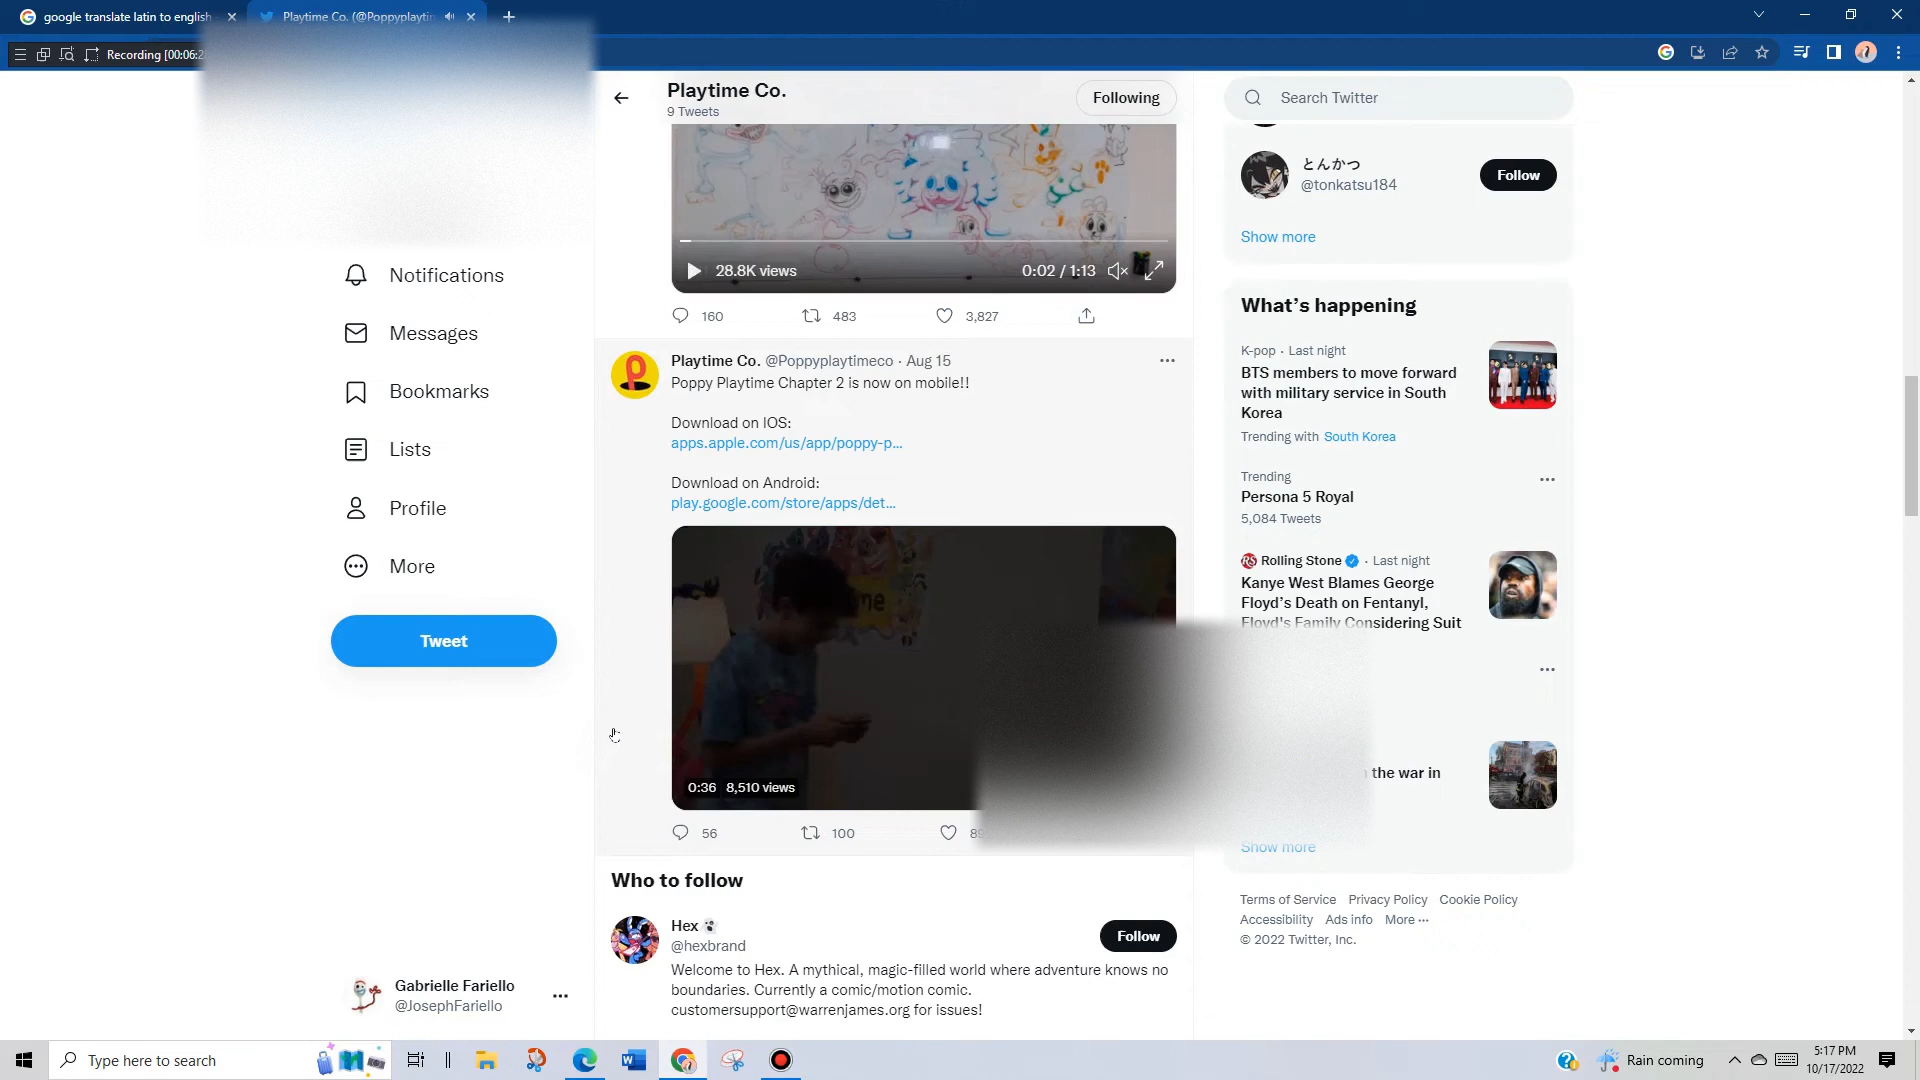 google translate latin to english
Playtime Co. (@Poppyplaytim
Recording [00:06:2
Notifications
Messages
Bookmarks
Lists
Profile
More
Tweet
Gabrielle Fariello
@JosephFariello
Playtime Co.
9 Tweets
Following
28.8K views
0:02 / 1:13
160
483
3,827
Playtime Co. @Poppyplaytimeco · Aug 15
Poppy Playtime Chapter 2 is now on mobile!!
Download on IOS:
apps.apple.com/us/app/poppy-p...
Download on Android:
play.google.com/store/apps/det...
0:36 8,510 views
56
100
Who to follow
Hex
@hexbrand
Follow
Welcome to Hex. A mythical, magic-filled world where adventure knows no
boundaries. Currently a comic/motion comic.
customersupport@warrenjames.org for issues!
Search Twitter
とんかつ
@tonkatsu184
Follow
Show more
What's happening
K-pop · Last night
BTS members to move forward
with military service in South
Korea
Trending with South Korea
Trending
Persona 5 Royal
5,084 Tweets
Rolling Stone · Last night
Kanye West Blames George
Floyd's Death on Fentanyl,
Floyd's Family Considering Suit
the war in
Show more
Terms of Service Privacy Policy Cookie Policy
Accessibility Ads info More ...
© 2022 Twitter, Inc.
Type here to search
Rain coming
5:17 PM
10/17/2022